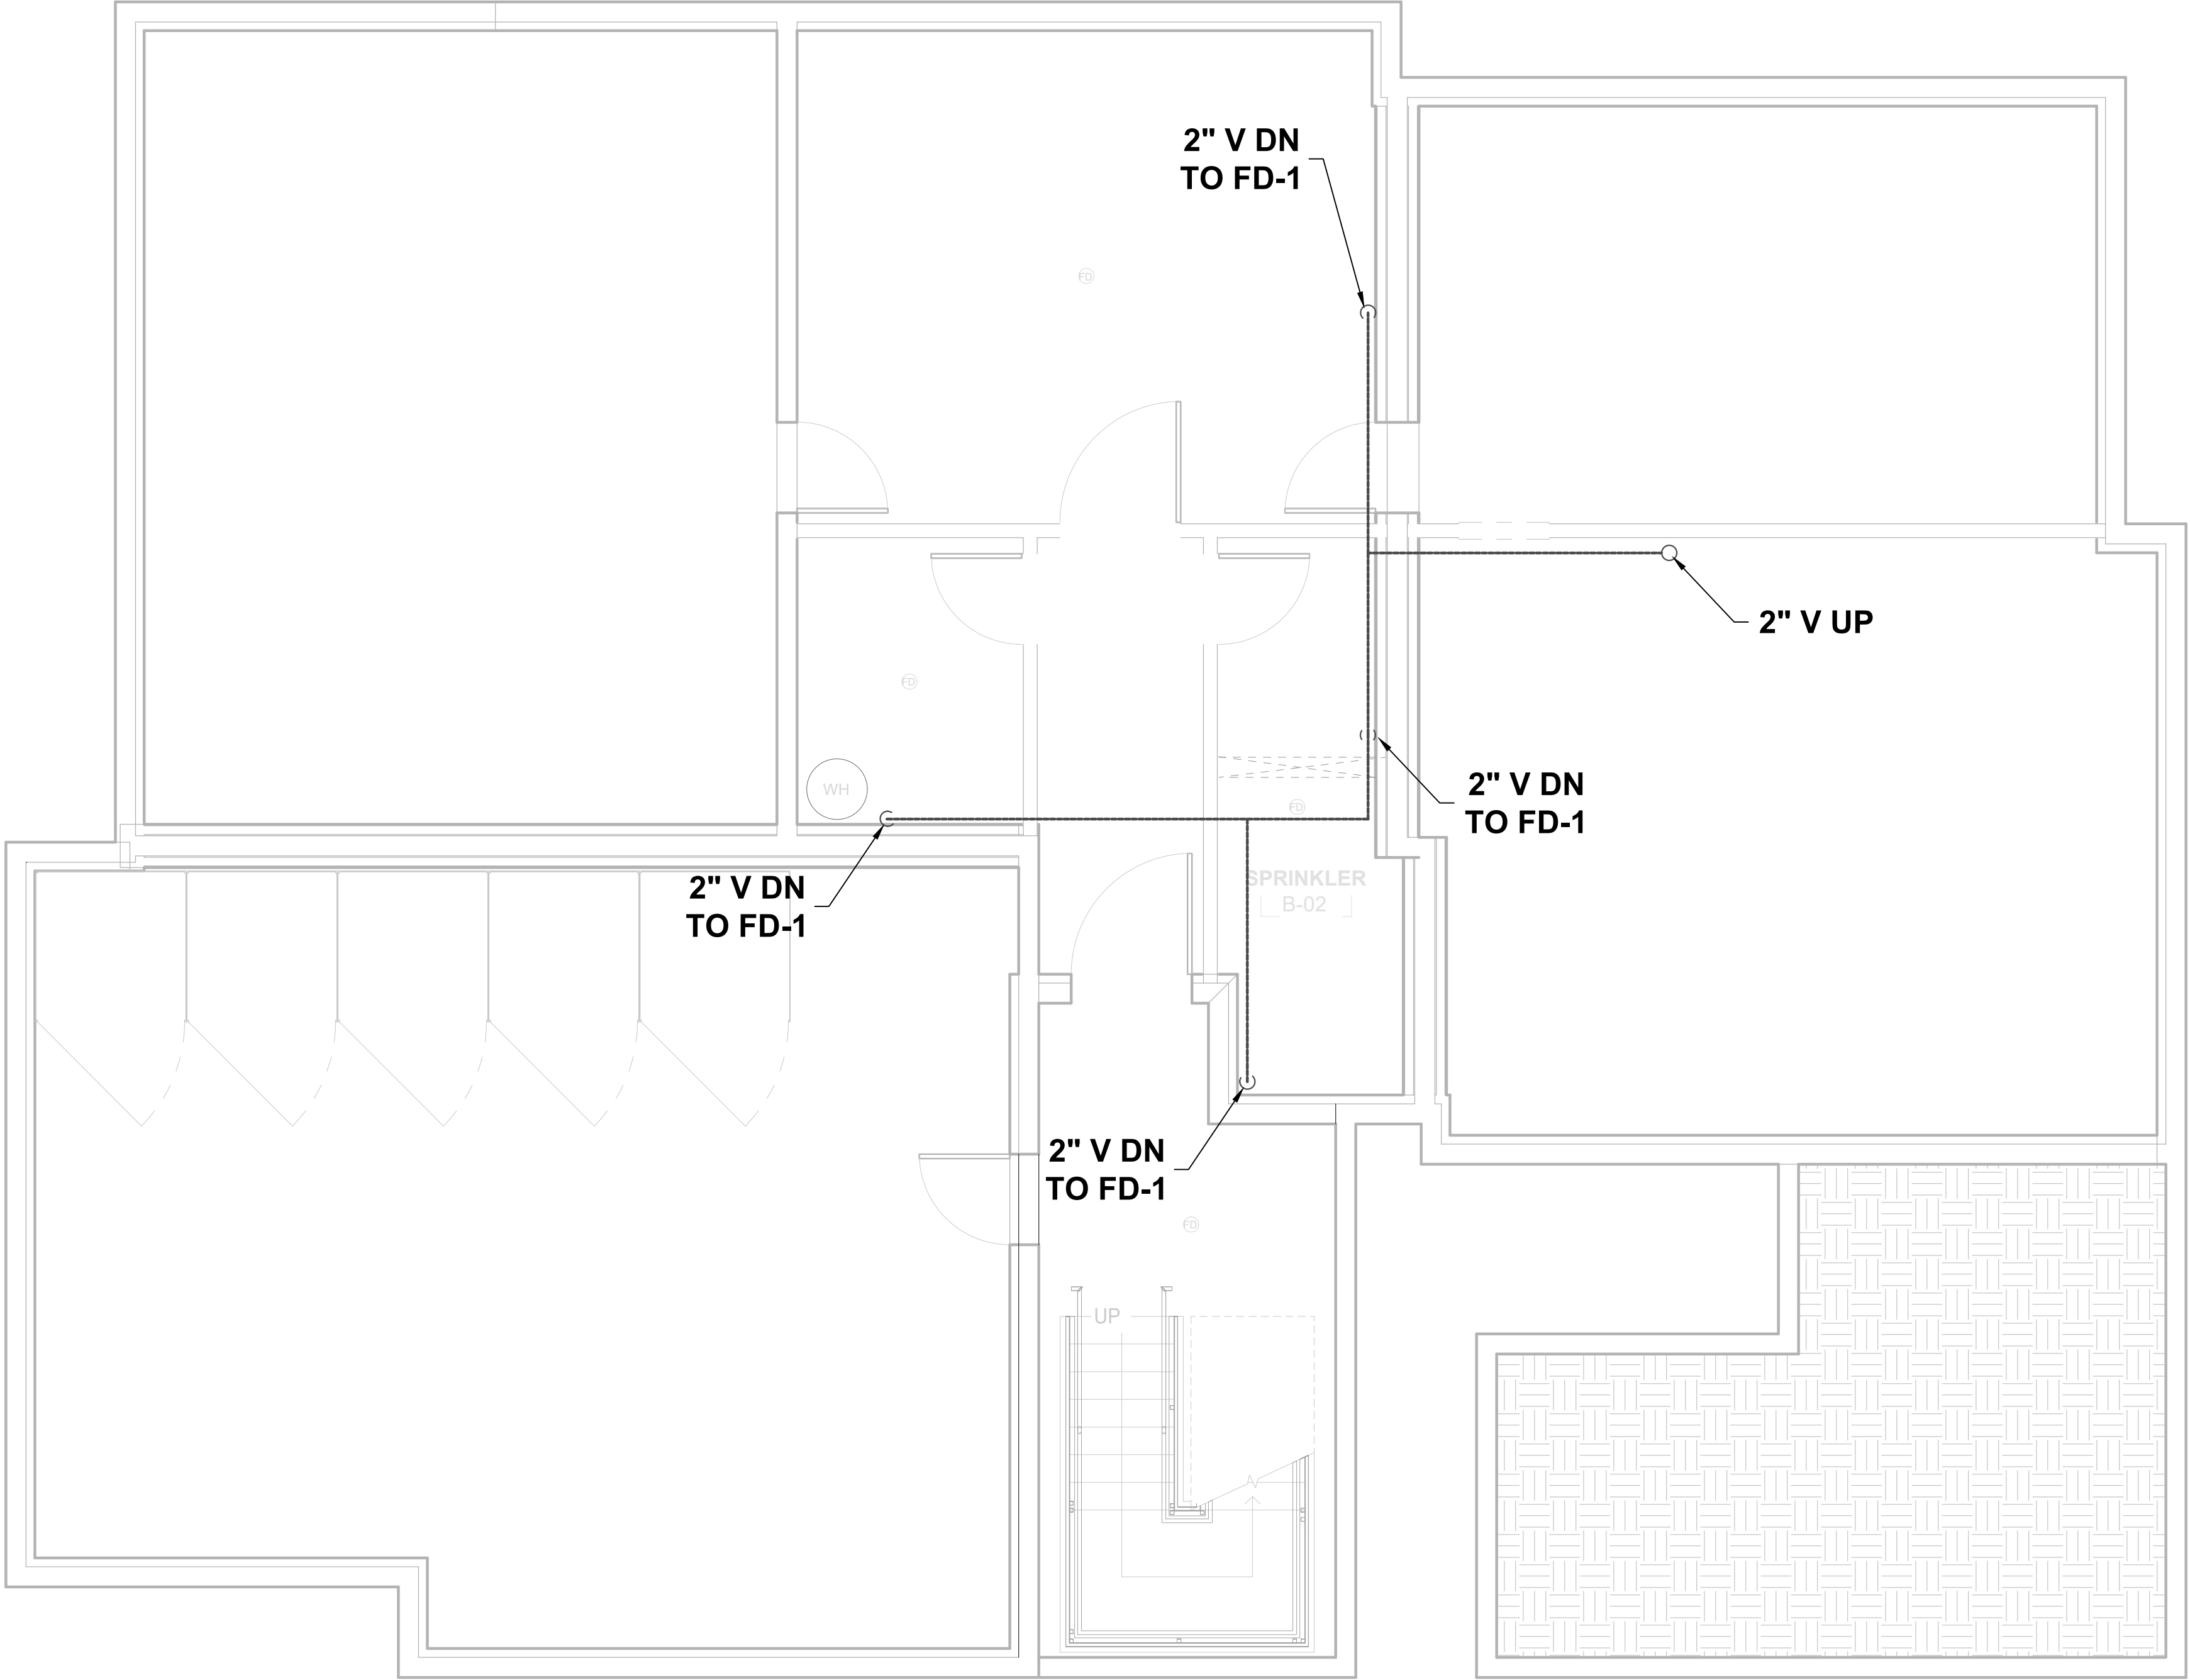 2" V DN
TO FD-1
FD
2" V UP
FD
2" V DN
TO FD-1
WH
FD
2" V DN
TO FD-1
SPRINKLER
B-02
2" V DN
TO FD-1
FD
UP